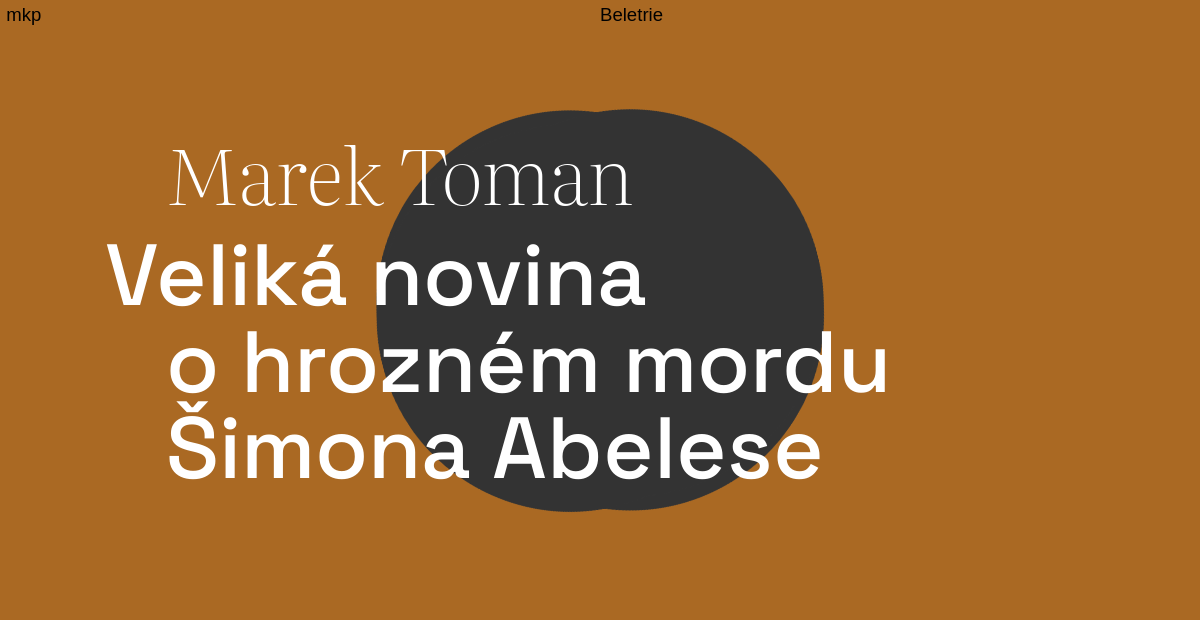 mkp
Beletrie
Marek Toman
Veliká novina
o hrozném mordu
Šimona Abelese